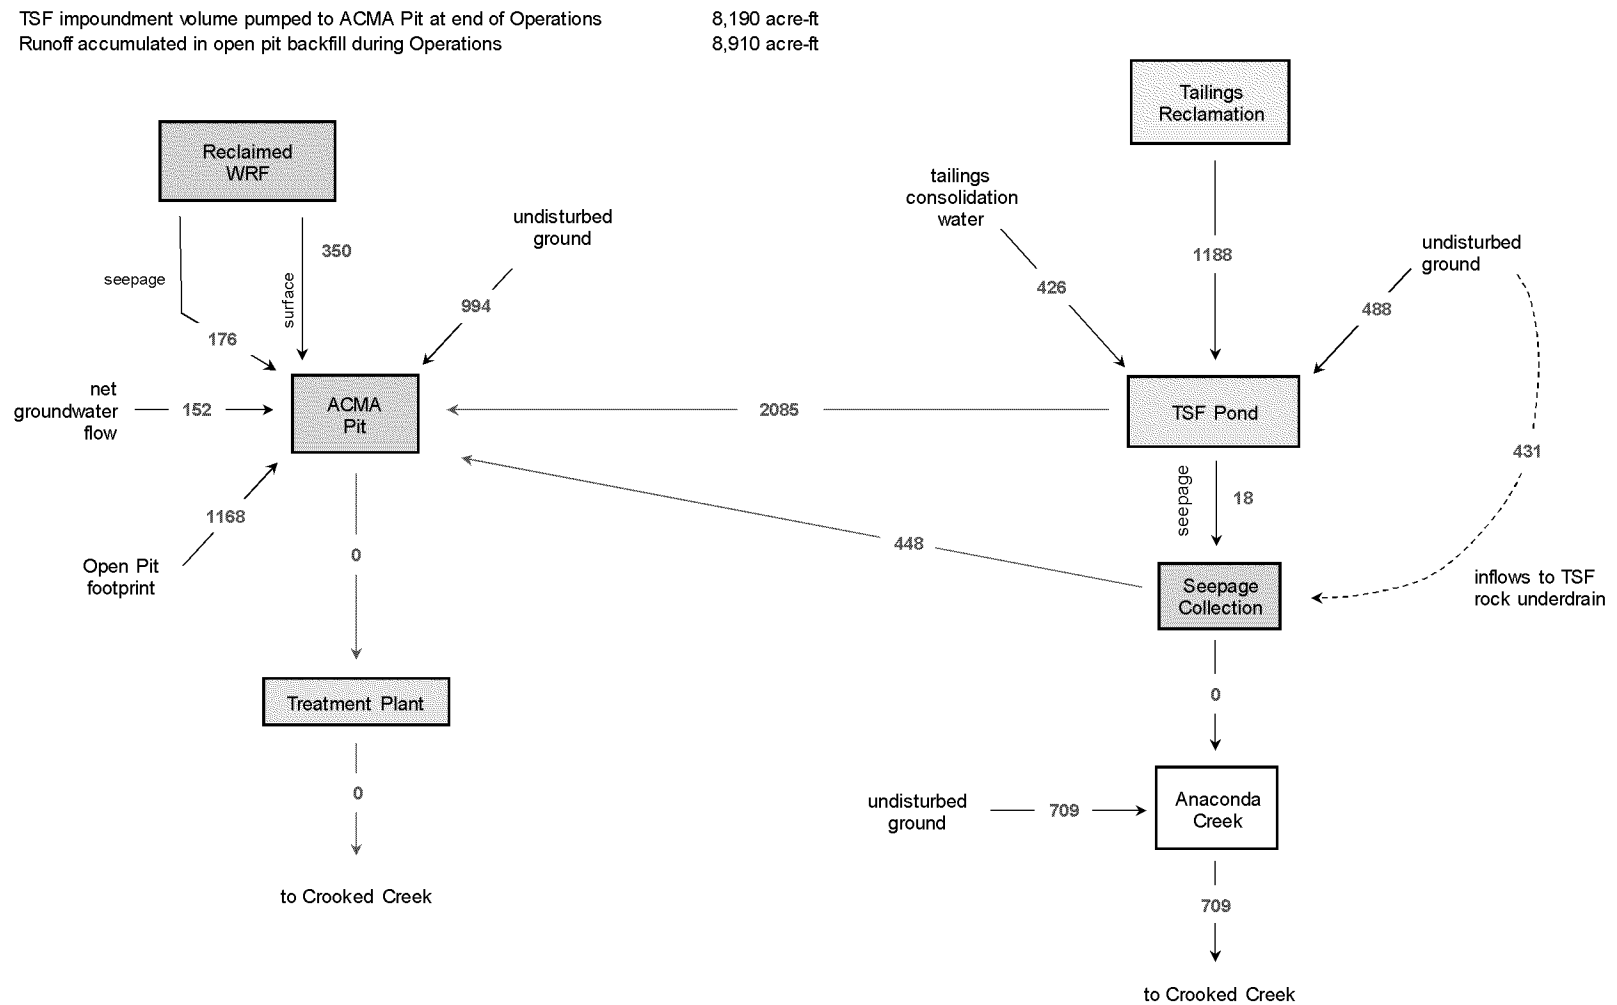 TSF impoundment volume pumped to ACMA Pit at end of Operations 8,190 acre-ft
Runoff accumulated in open pit backfill during Operations 8,910 acre-ft
Tailings
Reclamation
Reclaimed
WRF
tailings
consolidation
water
undisturbed
ground
undisturbed
ground
350
1188
seepage
surface
994
426
488
176
net
groundwater
flow
152
ACMA
Pit
2085
TSF Pond
431
seepage
18
1168
448
0
Open Pit
footprint
Seepage
Collection
inflows to TSF
rock underdrain
Treatment Plant
0
0
undisturbed
ground
709
Anaconda
Creek
to Crooked Creek
709
to Crooked Creek